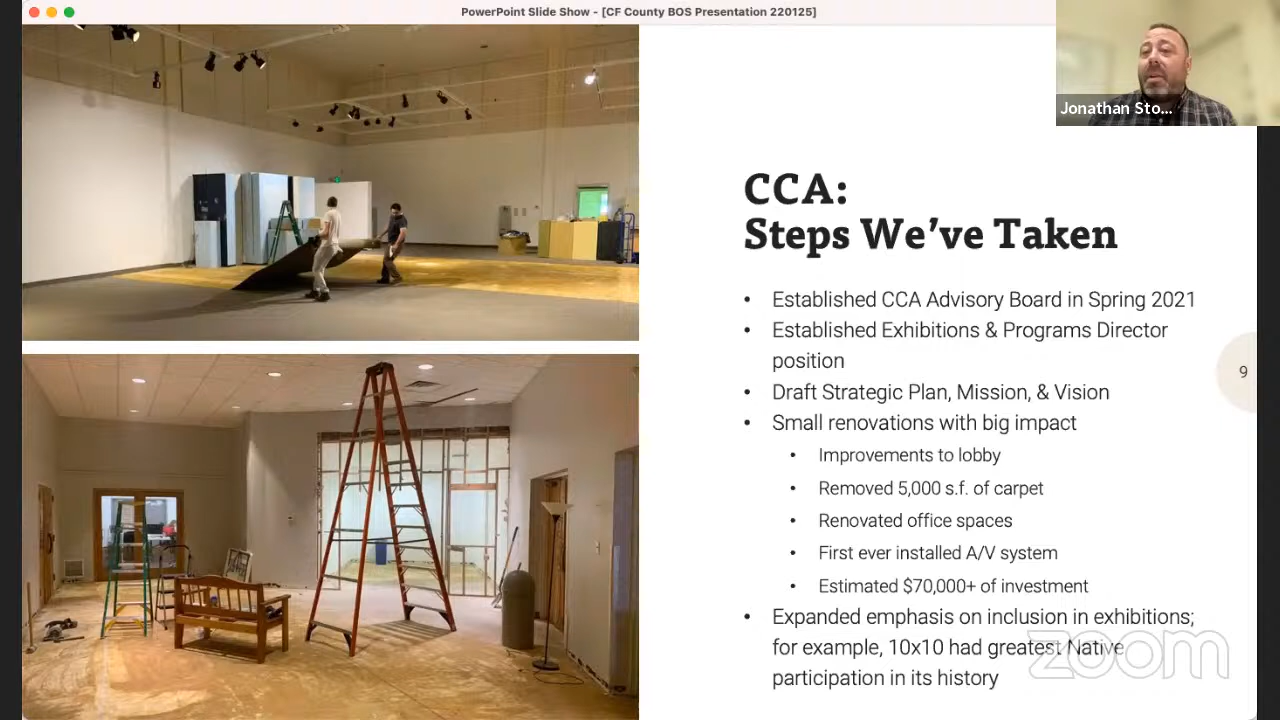 PowerPoint Slide Show - [CF County BOS Presentation 220125]
Jonathan Sto...
CCA:
Steps We’ve Taken
• Established CCA Advisory Board in Spring 2021
• Established Exhibitions & Programs Director
position
• Draft Strategic Plan, Mission, & Vision
• Small renovations with big impact
• Improvements to lobby
• Removed 5,000 s.f. of carpet
• Renovated office spaces
• First ever installed A/V system
• Estimated $70,000+ of investment
• Expanded emphasis on inclusion in exhibitions;
for example, 10x10 had greatest Native
participation in its history
9
zoom